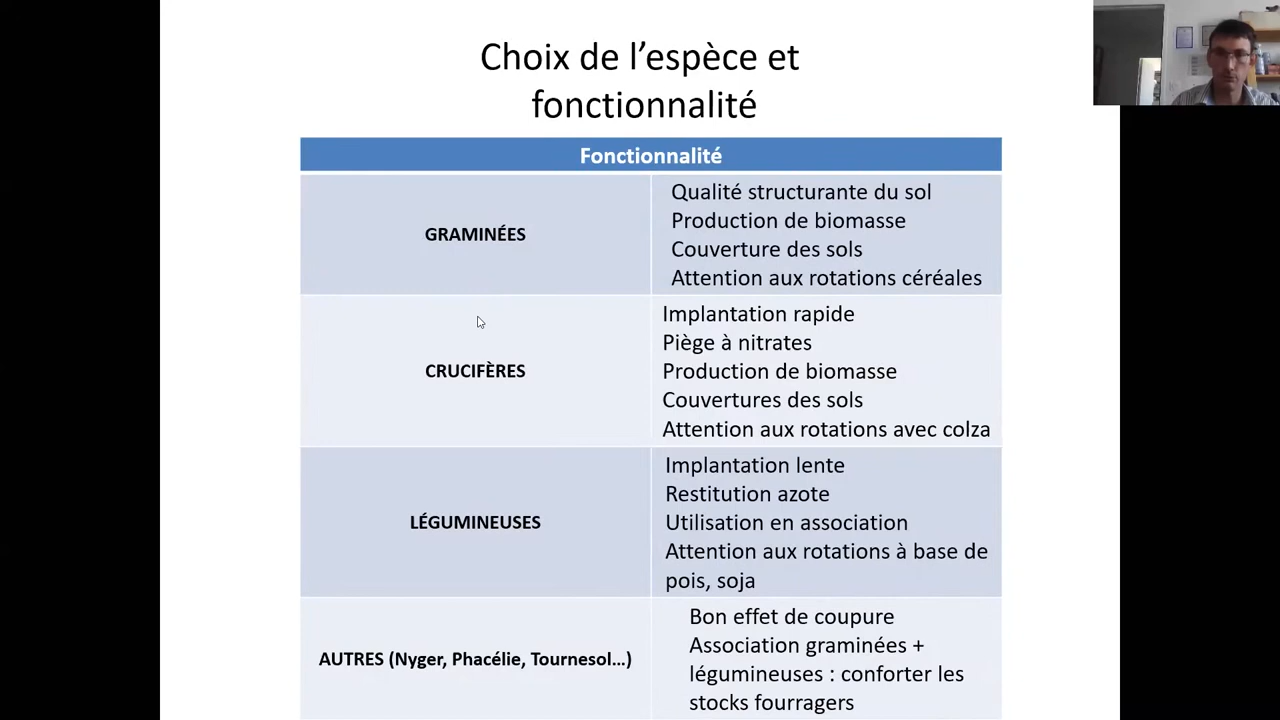 Choix de l’espèce et
fonctionnalité
Fonctionnalité
GRAMINÉES
Qualité structurante du sol
Production de biomasse
Couverture des sols
Attention aux rotations céréales
CRUCIFÈRES
Implantation rapide
Piège à nitrates
Production de biomasse
Couvertures des sols
Attention aux rotations avec colza
LÉGUMINEUSES
Implantation lente
Restitution azote
Utilisation en association
Attention aux rotations à base de
pois, soja
AUTRES (Nyger, Phacélie, Tournesol…)
Bon effet de coupure
Association graminées +
légumineuses : conforter les
stocks fourragers